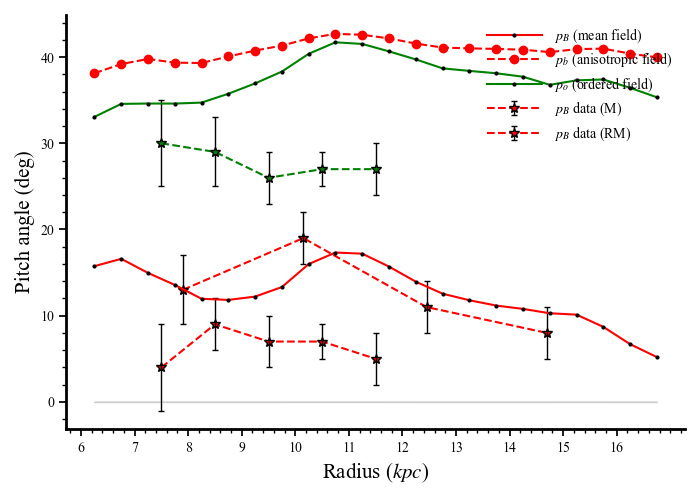 40
30
20
10
0
Pitch angle (deg)
6 7 8 9 10 11 12 13 14 15 16
Radius (kpc)
p_B (mean field)
p_b (anisotropic field)
p_o (ordered field)
p_B data (M)
p_B data (RM)